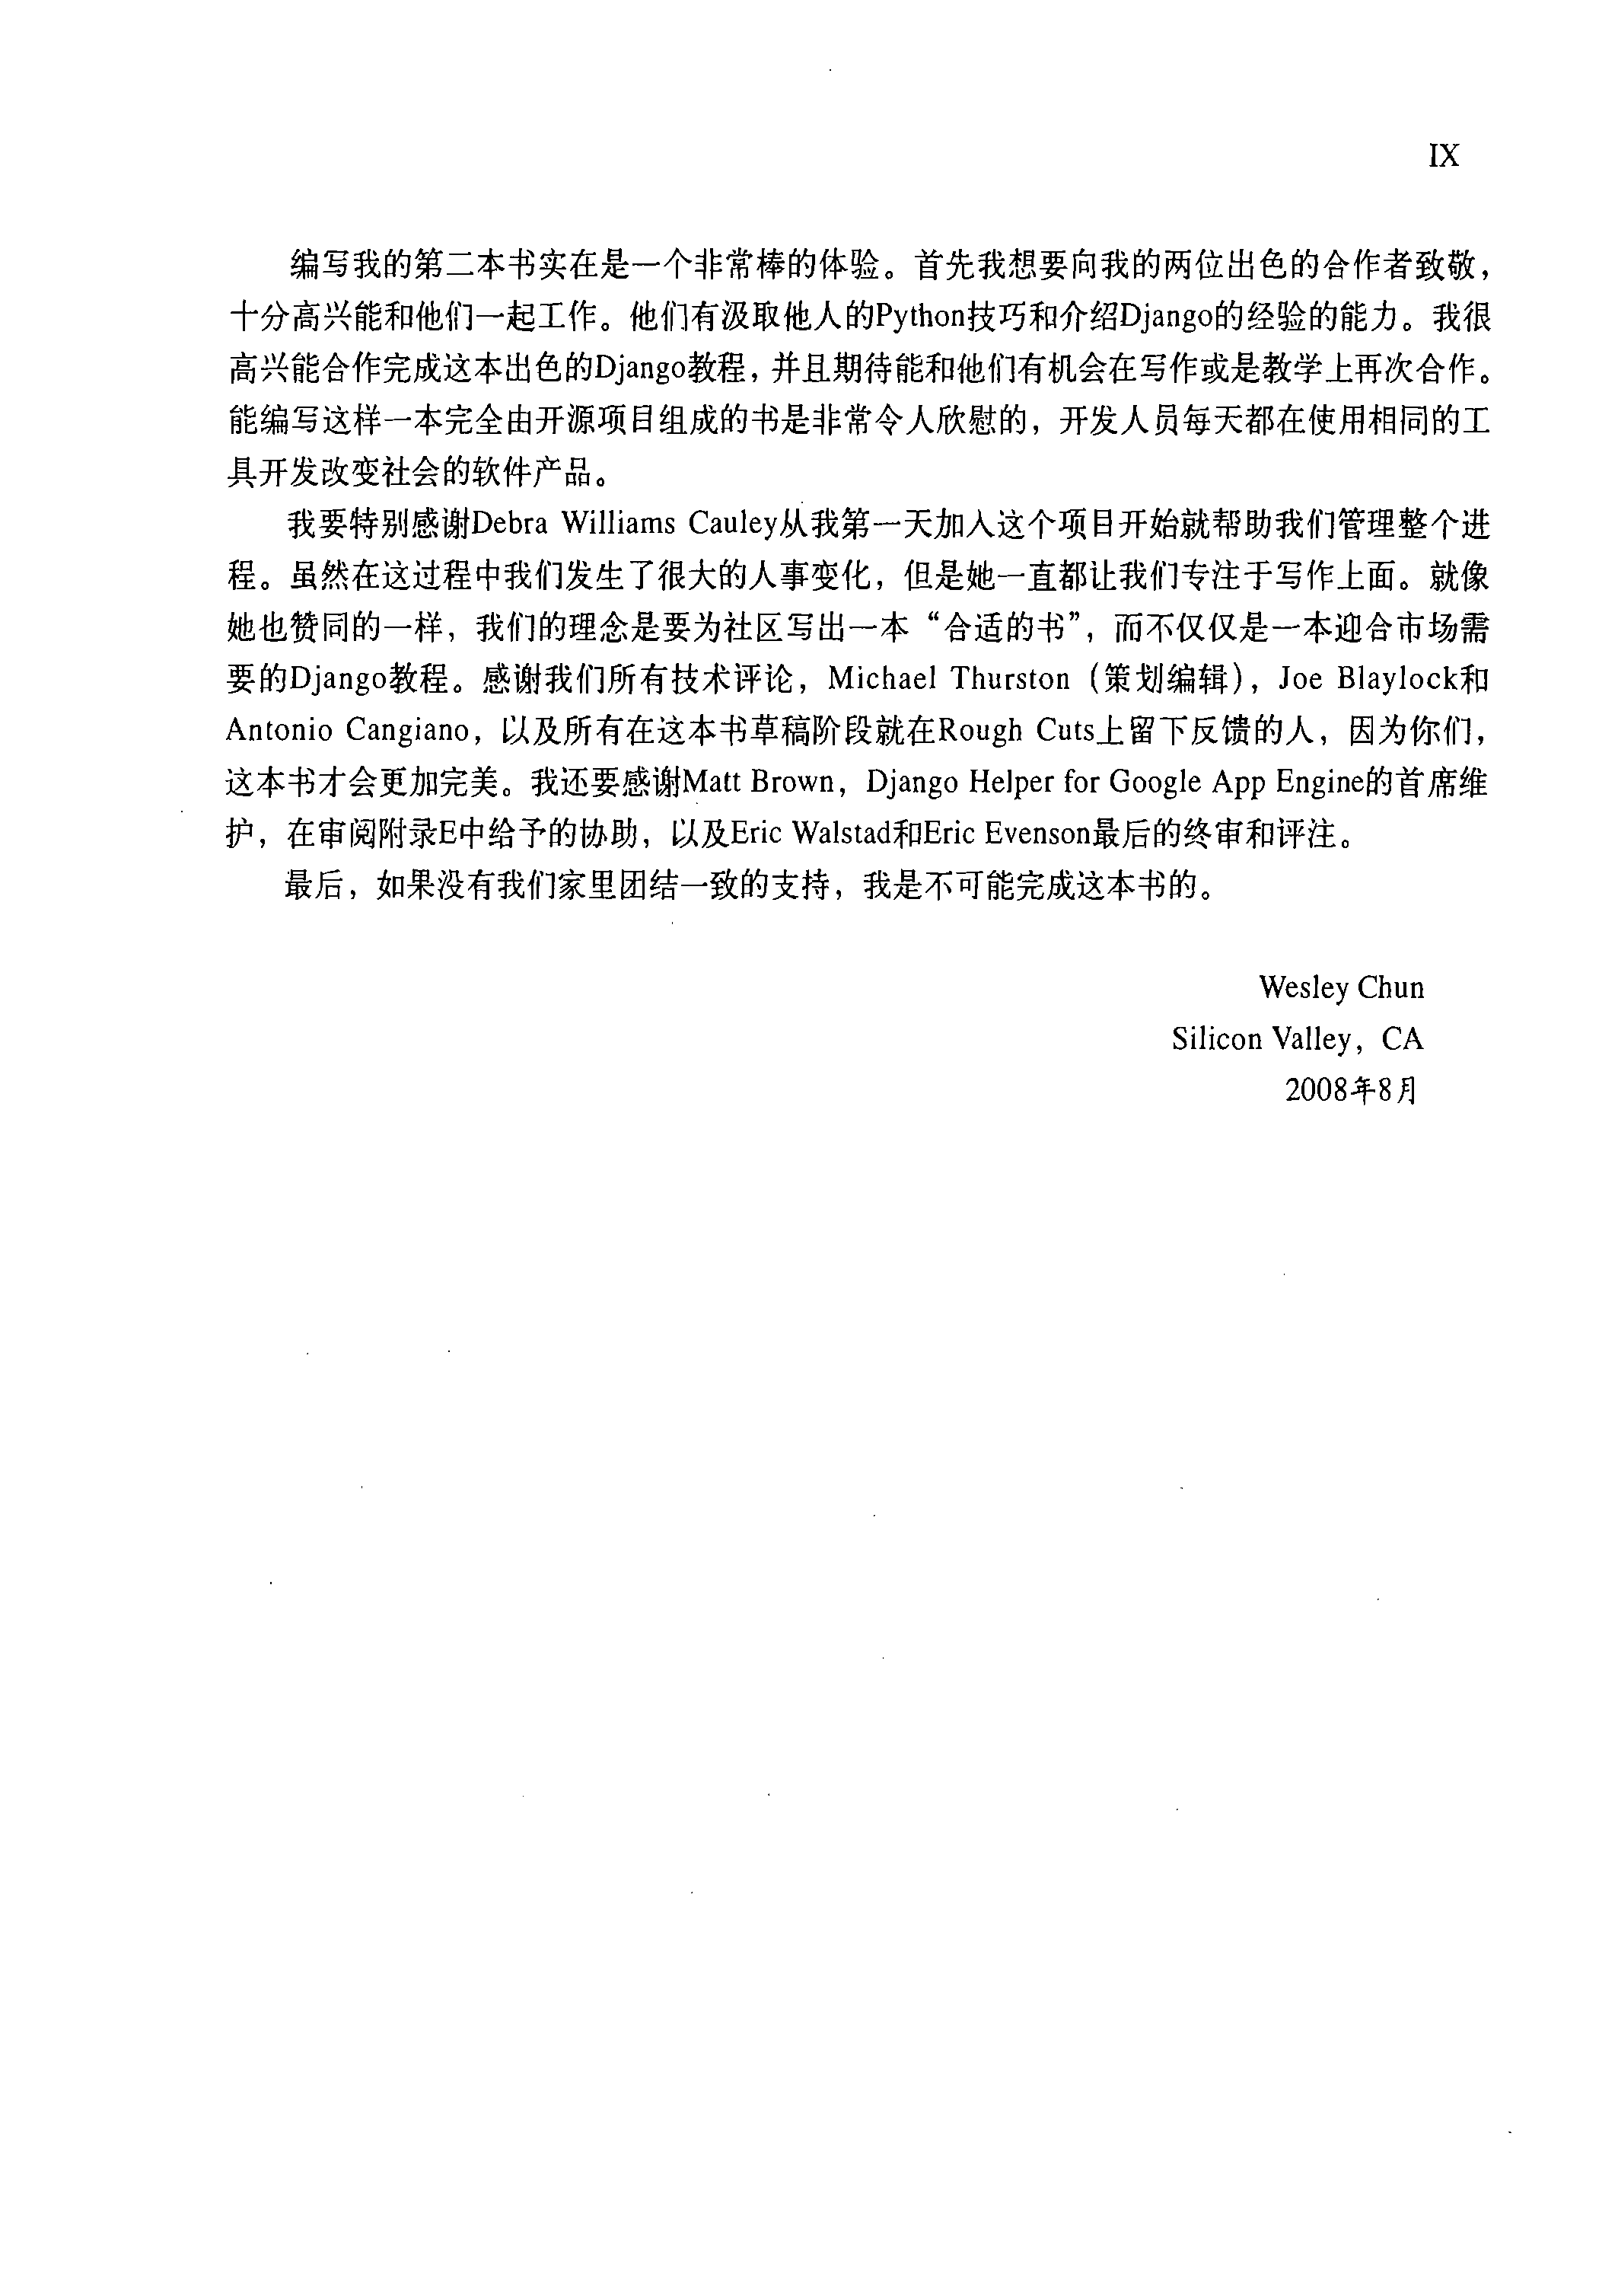 IX
编写我的第二本书实在是一个非常棒的体验。首先我想要向我的两位出色的合作者致敬，
十分高兴能和他们一起工作。他们有汲取他人的Python技巧和介绍Django的经验的能力。我很
高兴能合作完成这本出色的Django教程，并且期待能和他们有机会在写作或是教学上再次合作。
能编写这样一本完全由开源项目组成的书是非常令人欣慰的，开发人员每天都在使用相同的工
具开发改变社会的软件产品。
我要特别感谢Debra Williams Cauley从我第一天加入这个项目开始就帮助我们管理整个进
程。虽然在这过程中我们发生了很大的人事变化，但是她一直都让我们专注于写作上面。就像
她也赞同的一样，我们的理念是要为社区写出一本“合适的书”，而不仅仅是一本迎合市场需
要的Django教程。感谢我们所有技术评论，Michael Thurston（策划编辑），Joe Blaylock和
Antonio Cangiano，以及所有在这本书草稿阶段就在Rough Cuts上留下反馈的人，因为你们，
这本书才会更加完美。我还要感谢Matt Brown，Django Helper for Google App Engine的首席维
护，在审阅附录E中给予的协助，以及Eric Walstad和Eric Evenson最后的终审和评注。
最后，如果没有我们家里团结一致的支持，我是不可能完成这本书的。
Wesley Chun
Silicon Valley，CA
2008年8月